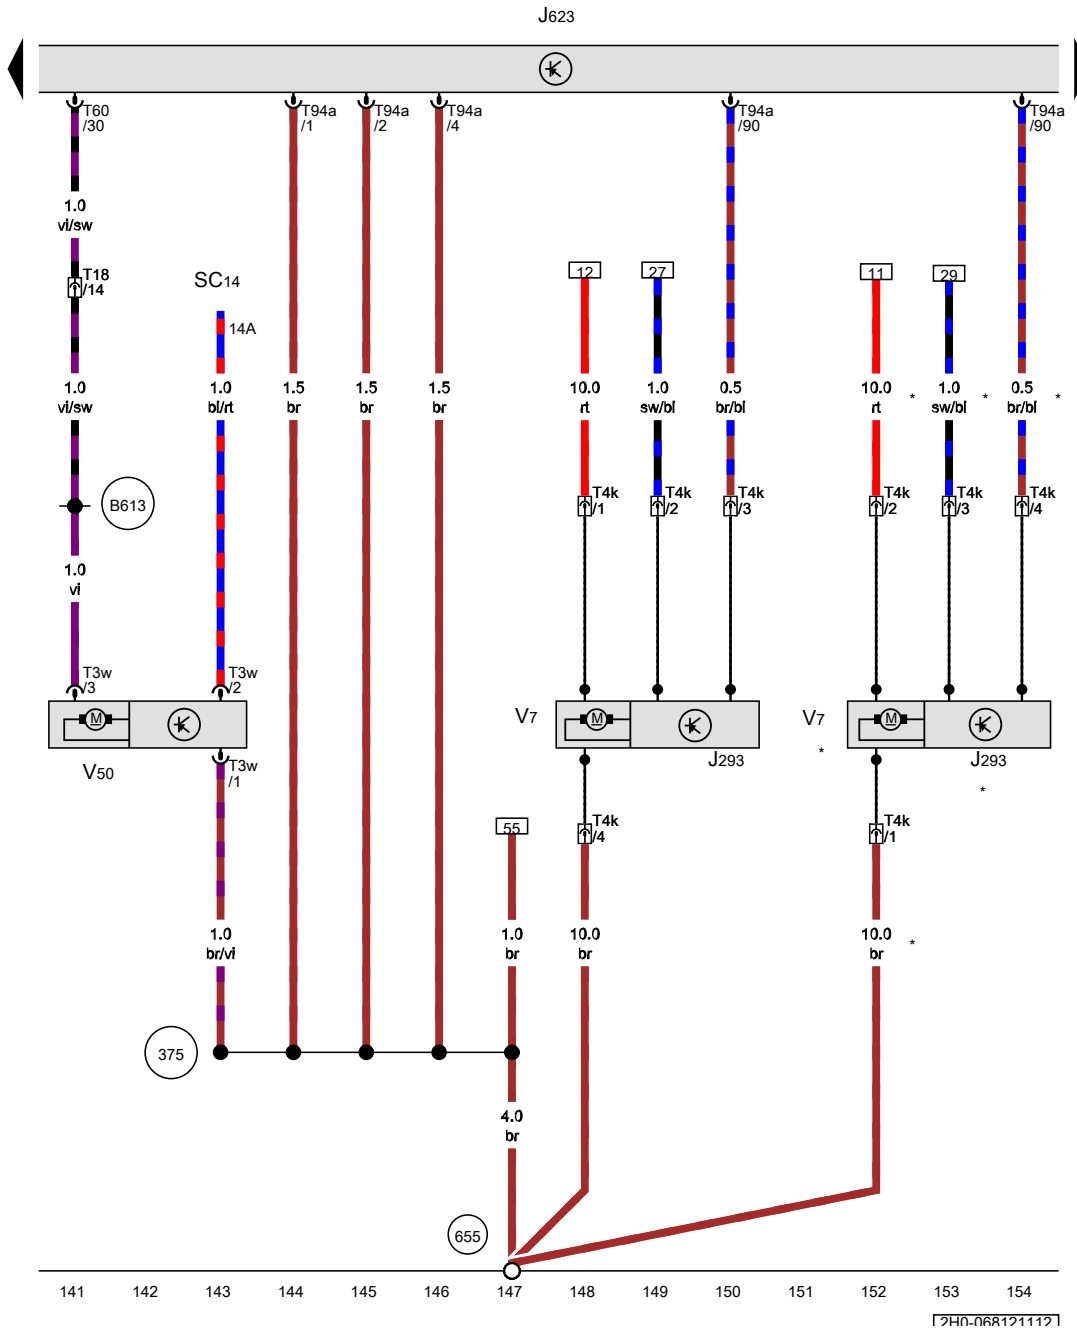 J623
T60
/30
T94a
/1
T94a
/2
T94a
/4
T94a
/90
T94a
/90
1.0
vi/sw
T18
/14
SC14
14A
12
27
11
29
1.0
vi/sw
1.0
bl/rt
1.5
br
1.5
br
1.5
br
10.0
rt
1.0
sw/bl
0.5
br/bl
10.0
rt
*
1.0
sw/bl
*
0.5
br/bl
*
B613
T4k
/1
T4k
/2
T4k
/3
T4k
/2
T4k
/3
T4k
/4
1.0
vi
T3w
/3
T3w
/2
M
V50
T3w
/1
V7
M
J293
V7
*
M
J293
*
55
T4k
/4
T4k
/1
1.0
br/vi
1.0
br
10.0
br
10.0
br
*
375
4.0
br
655
141 142 143 144 145 146 147 148 149 150 151 152 153 154
2H0-068121112